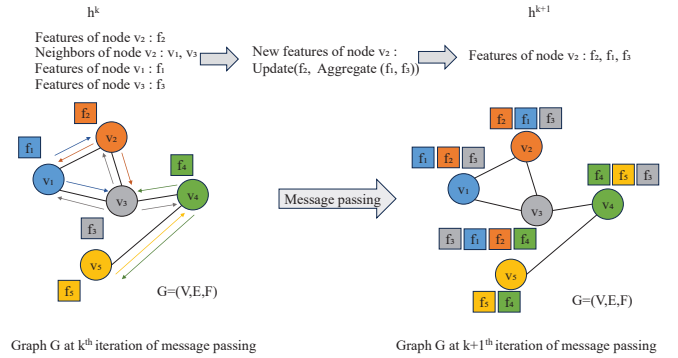 hᵏ
hᵏ⁺¹
Features of node v₂ : f₂
Neighbors of node v₂ : v₁, v₃
Features of node v₁ : f₁
Features of node v₃ : f₃
New features of node v₂ :
Update(f₂, Aggregate (f₁, f₃))
Features of node v₂ : f₂, f₁, f₃
f₂
v₂
f₁
f₄
v₁
v₃
v₄
f₃
v₅
f₅
G=(V,E,F)
Message passing
f₂ f₁ f₃
v₂
f₁ f₂ f₃
f₄ f₅ f₃
v₁
v₃
v₄
f₃ f₁ f₂ f₄
v₅
f₅ f₄
G=(V,E,F)
Graph G at kᵗʰ iteration of message passing
Graph G at k+1ᵗʰ iteration of message passing